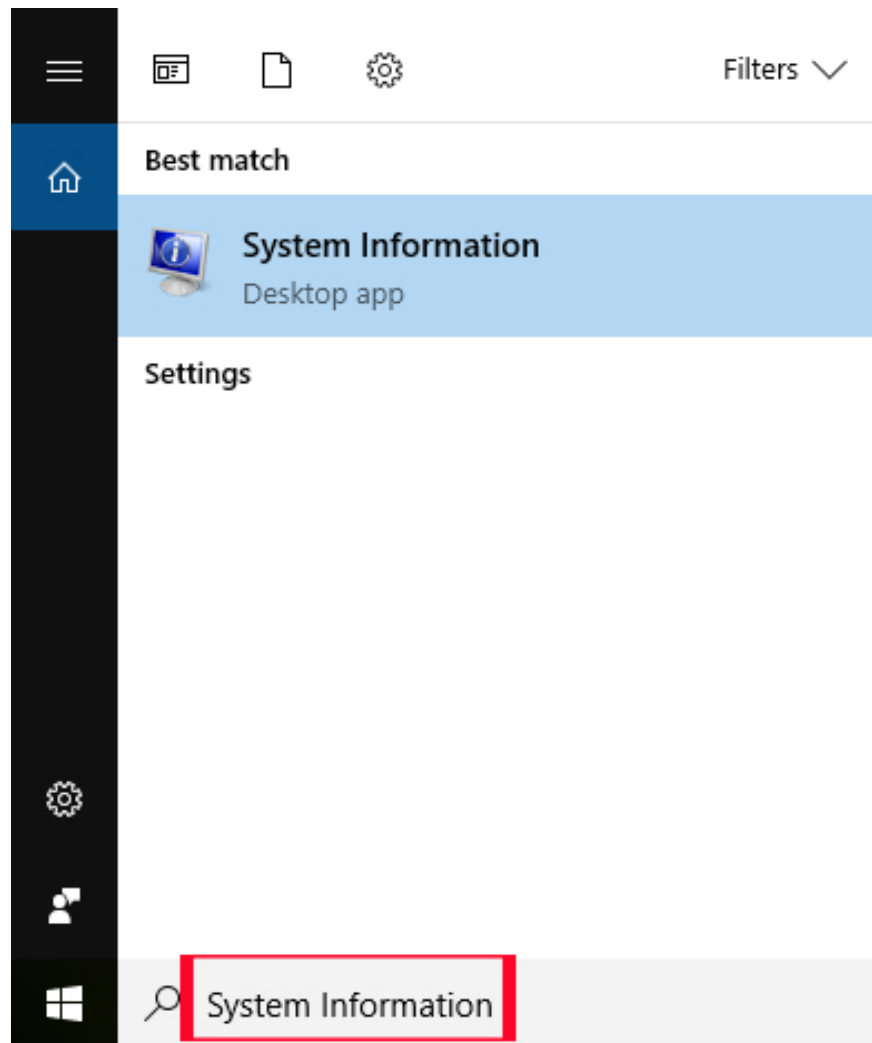 Filters
Best match
System Information
Desktop app
Settings
System Information